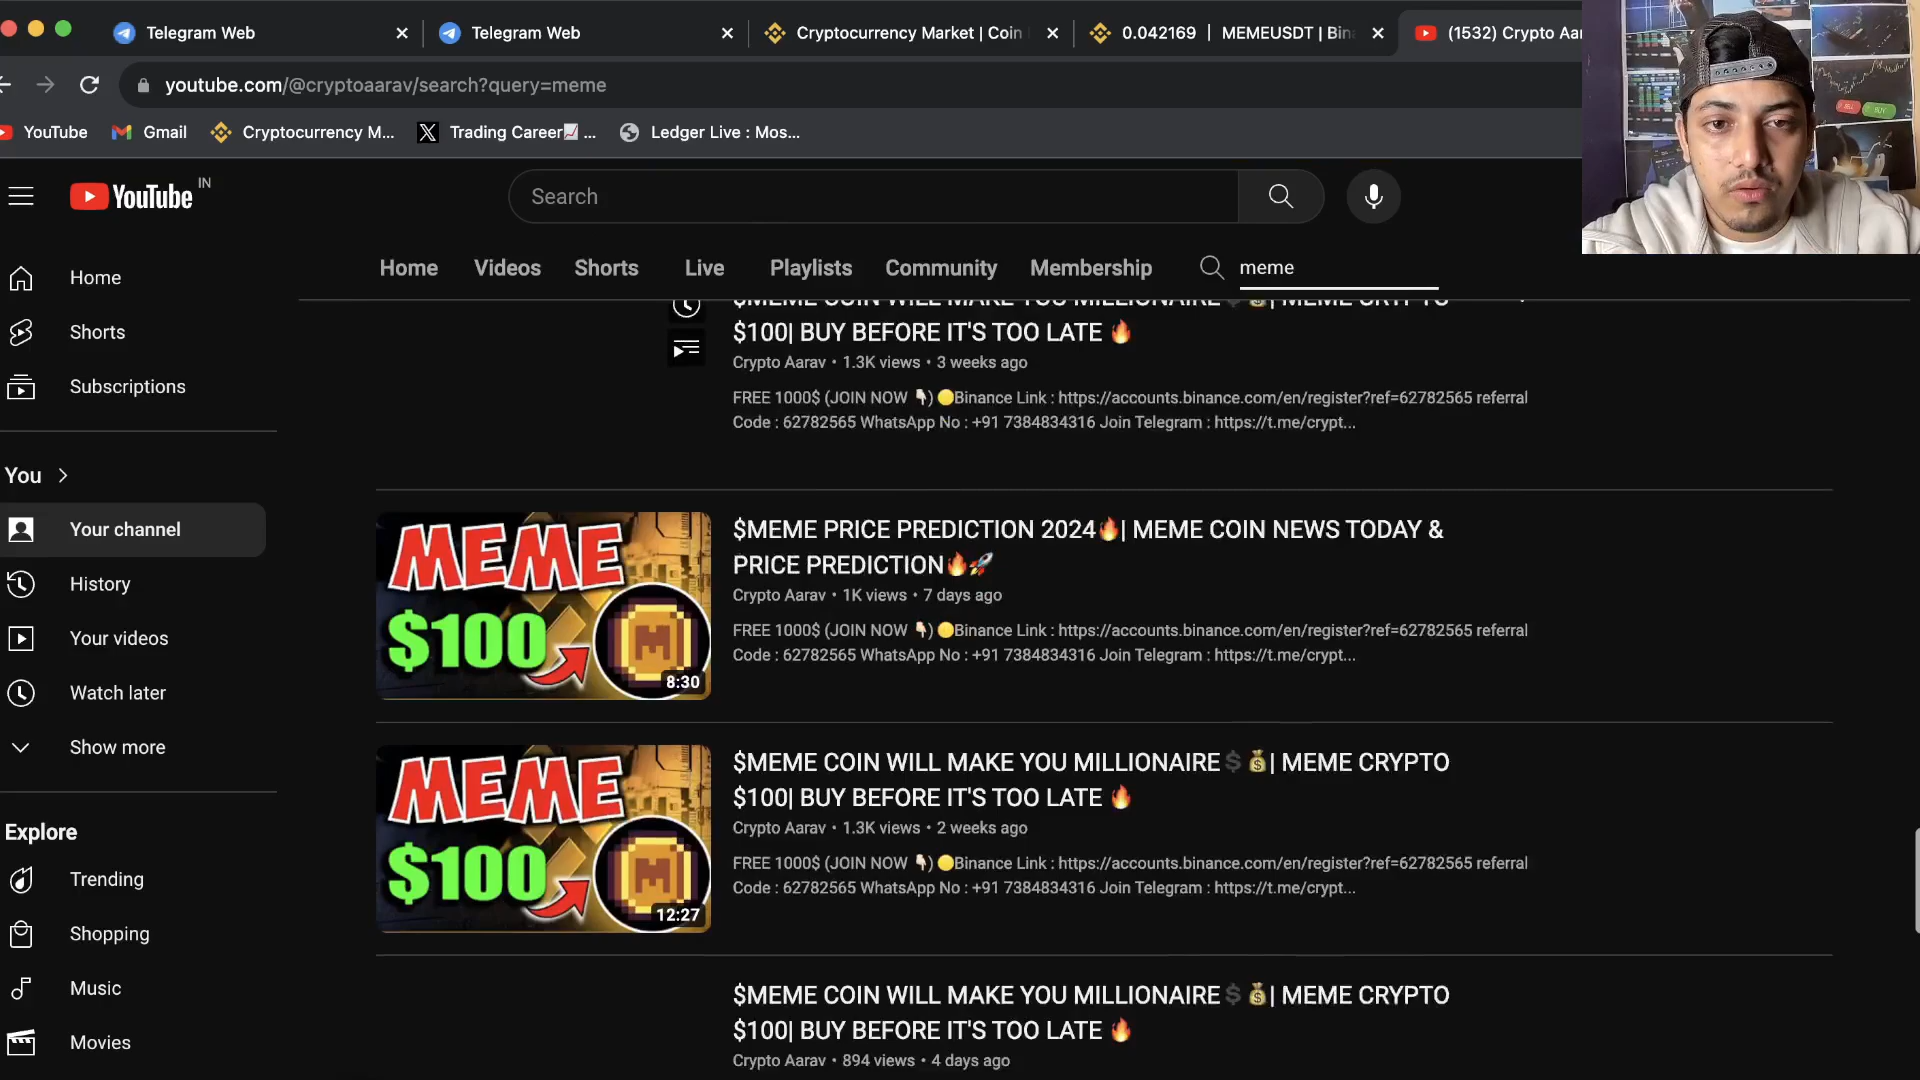 Telegram Web
Telegram Web
Cryptocurrency Market | Coin
0.042169 | MEMEUSDT | Bin
(1532) Crypto Aar
youtube.com/@cryptoaarav/search?query=meme
YouTube
Gmail
Cryptocurrency M...
Trading Career📈 ...
Ledger Live : Mos...
SELL
BUY
YouTube IN
Search
Home
Videos
Shorts
Live
Playlists
Community
Membership
meme
Home
Shorts
Subscriptions
You
Your channel
History
Your videos
Watch later
Show more
Explore
Trending
Shopping
Music
Movies
$MEME COIN WILL MAKE YOU MILLIONAIRE💲💰| MEME CRYPTO
$100| BUY BEFORE IT'S TOO LATE 🔥
Crypto Aarav • 1.3K views • 3 weeks ago
FREE 1000$ (JOIN NOW 👇🏻) 🟡Binance Link : https://accounts.binance.com/en/register?ref=62782565 referral
Code : 62782565 WhatsApp No : +91 7384834316 Join Telegram : https://t.me/crypt...
MEME
$100
M
8:30
$MEME PRICE PREDICTION 2024🔥| MEME COIN NEWS TODAY &
PRICE PREDICTION🔥🚀
Crypto Aarav • 1K views • 7 days ago
FREE 1000$ (JOIN NOW 👇🏻) 🟡Binance Link : https://accounts.binance.com/en/register?ref=62782565 referral
Code : 62782565 WhatsApp No : +91 7384834316 Join Telegram : https://t.me/crypt...
MEME
$100
M
12:27
$MEME COIN WILL MAKE YOU MILLIONAIRE💲💰| MEME CRYPTO
$100| BUY BEFORE IT'S TOO LATE 🔥
Crypto Aarav • 1.3K views • 2 weeks ago
FREE 1000$ (JOIN NOW 👇🏻) 🟡Binance Link : https://accounts.binance.com/en/register?ref=62782565 referral
Code : 62782565 WhatsApp No : +91 7384834316 Join Telegram : https://t.me/crypt...
$MEME COIN WILL MAKE YOU MILLIONAIRE💲💰| MEME CRYPTO
$100| BUY BEFORE IT'S TOO LATE 🔥
Crypto Aarav • 894 views • 4 days ago